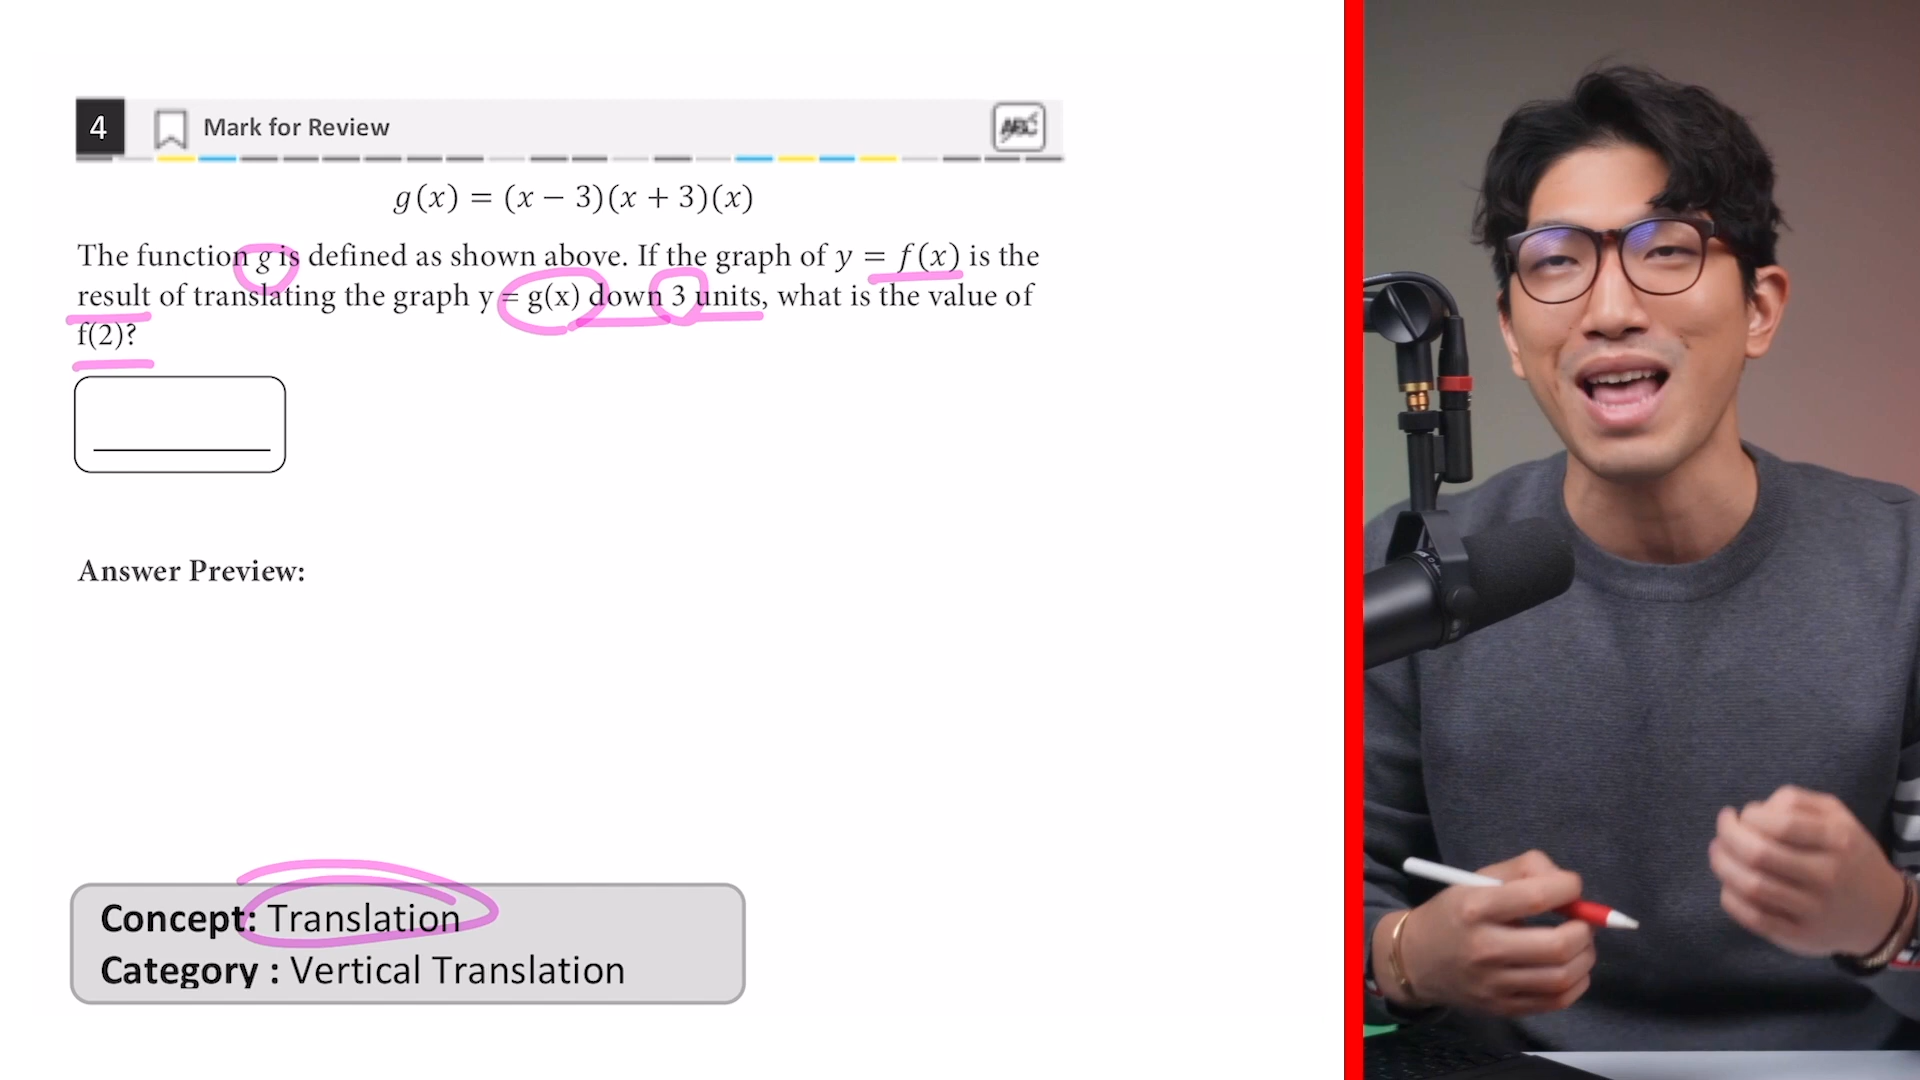 4 Mark for Review ABC
g(x) = (x − 3)(x + 3)(x)
The function g is defined as shown above. If the graph of y = f(x) is the
result of translating the graph y = g(x) down 3 units, what is the value of
f(2)?
Answer Preview:
Concept: Translation
Category : Vertical Translation